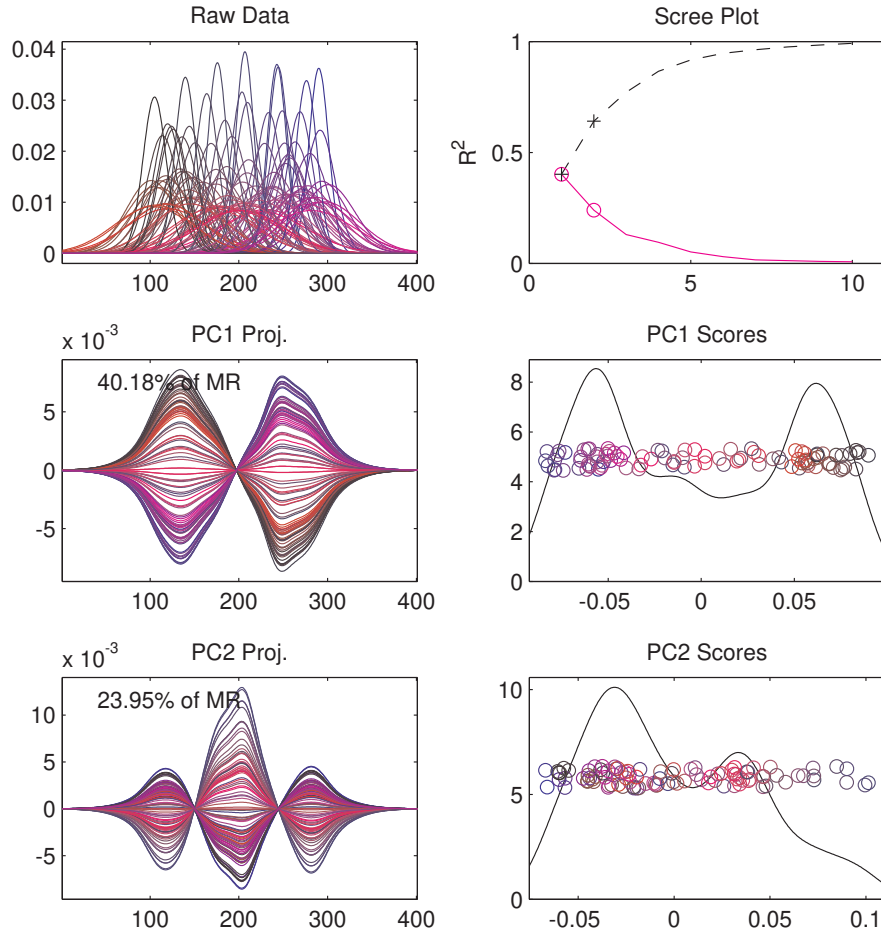 Raw Data
0.04
0.03
0.02
0.01
0
100 200 300 400
Scree Plot
R²
1
0.5
0
0 5 10
x 10⁻³
PC1 Proj.
40.18% of MR
5
0
-5
100 200 300 400
PC1 Scores
8
6
4
2
0
-0.05 0 0.05
x 10⁻³
PC2 Proj.
23.95% of MR
10
5
0
-5
100 200 300 400
PC2 Scores
10
5
0
-0.05 0 0.05 0.1